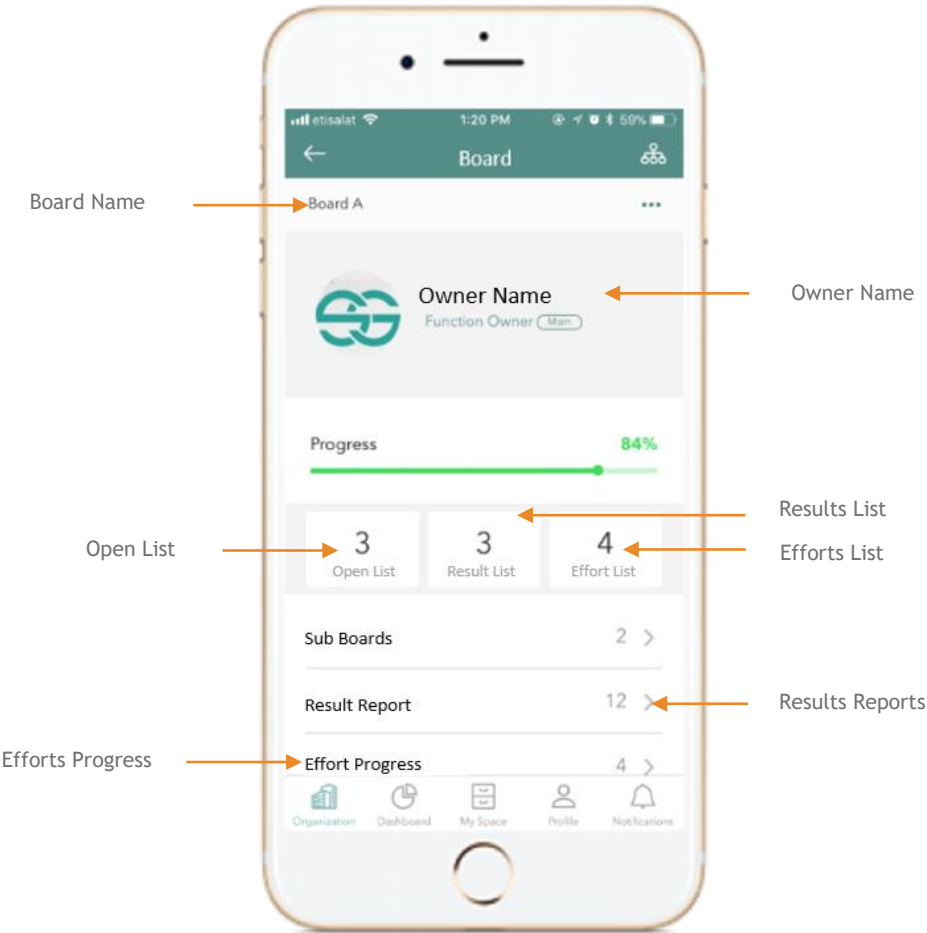 etisalat 1:20 PM 59%
Board
Board Name
Board A
Owner Name
Function Owner Main
Owner Name
Progress 84%
Results List
Open List
3 3 4
Open List Result List Effort List
Efforts List
Sub Boards 2
Result Report 12
Results Reports
Efforts Progress
Effort Progress 4
Organization Dashboard My Space Profile Notifications